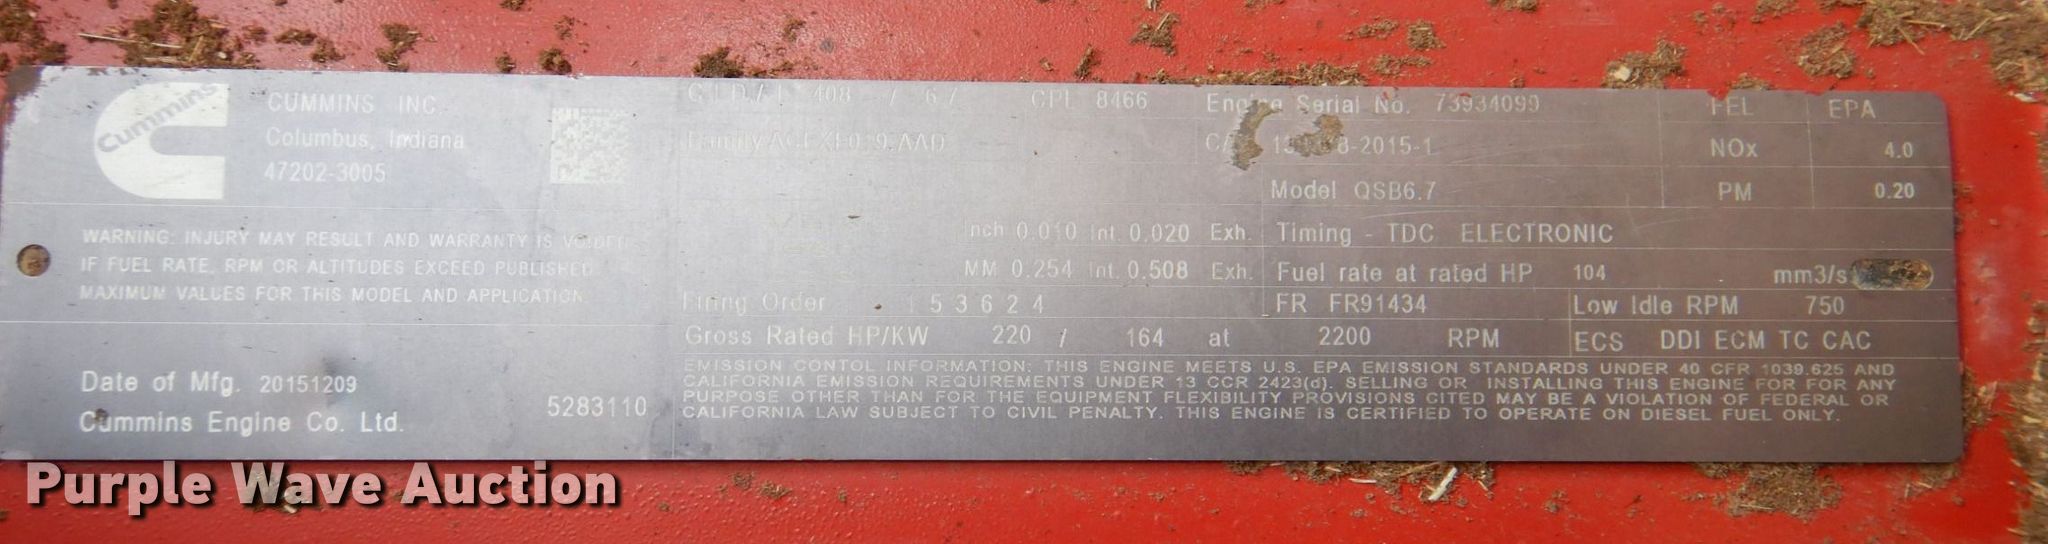 Cummins
CUMMINS INC
Columbus, Indiana
47202-3005
WARNING: INJURY MAY RESULT AND WARRANTY IS VOIDED
IF FUEL RATE, RPM OR ALTITUDES EXCEED PUBLISHED
MAXIMUM VALUES FOR THIS MODEL AND APPLICATION
Date of Mfg. 20151209
Cummins Engine Co. Ltd.
5283110
C.I.D./L 408 / 6.7 CPL 8466 Engine Serial No. 73934099 FEL EPA
Family NOx 4.0
Model QSB6.7 PM 0.20
Inch 0.010 Int. 0.020 Exh. Timing - TDC ELECTRONIC
MM 0.254 Int. 0.508 Exh. Fuel rate at rated HP 104 mm3/s
Firing Order 1 5 3 6 2 4 FR FR91434 Low Idle RPM 750
Gross Rated HP/KW 220 / 164 at 2200 RPM ECS DDI ECM TC CAC
EMISSION CONTOL INFORMATION: THIS ENGINE MEETS U.S. EPA EMISSION STANDARDS UNDER 40 CFR 1039.625 AND
CALIFORNIA EMISSION REQUIREMENTS UNDER 13 CCR 2423(d). SELLING OR INSTALLING THIS ENGINE FOR FOR ANY
PURPOSE OTHER THAN FOR THE EQUIPMENT FLEXIBILITY PROVISIONS CITED MAY BE A VIOLATION OF FEDERAL OR
CALIFORNIA LAW SUBJECT TO CIVIL PENALTY. THIS ENGINE IS CERTIFIED TO OPERATE ON DIESEL FUEL ONLY.
Purple Wave Auction